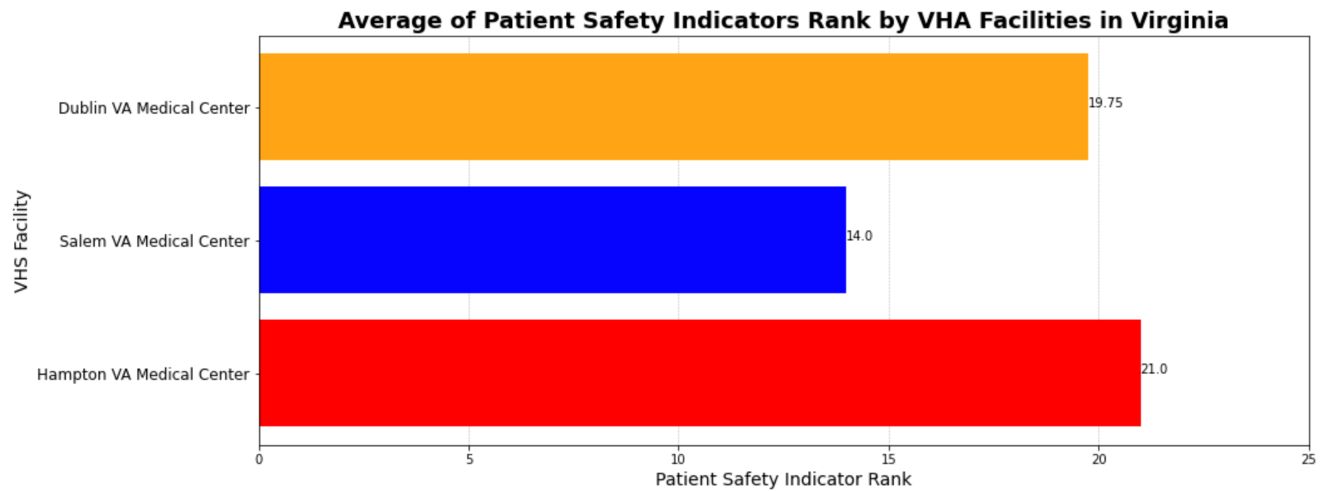 Average of Patient Safety Indicators Rank by VHA Facilities in Virginia
VHS Facility
Dublin VA Medical Center
19.75
Salem VA Medical Center
14.0
Hampton VA Medical Center
21.0
0 5 10 15 20 25
Patient Safety Indicator Rank